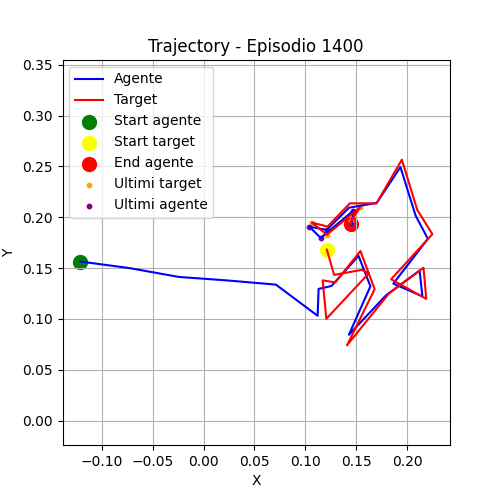 Trajectory - Episodio 1400
Agente
Target
Start agente
Start target
End agente
Ultimi target
Ultimi agente
0.35
0.30
0.25
0.20
0.15
0.10
0.05
0.00
Y
−0.10 −0.05 0.00 0.05 0.10 0.15 0.20
X